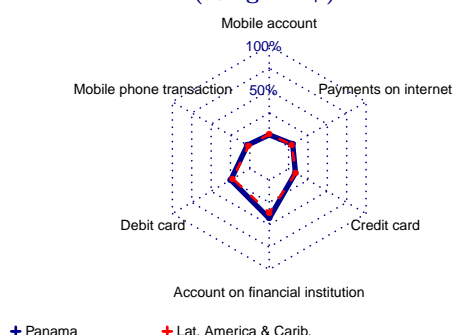 Mobile account
100%
Mobile phone transaction 50% Payments on internet
Debit card Credit card
Account on financial institution
Panama Lat. America & Carib.